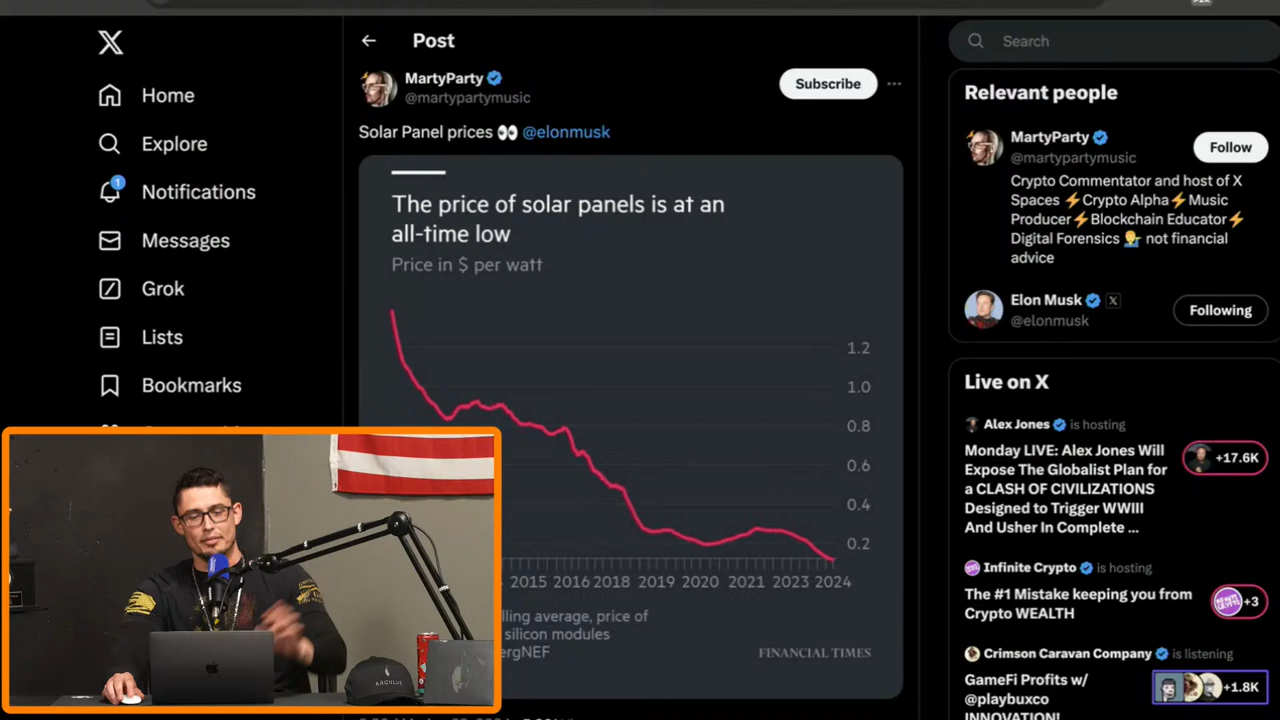 X
Home
Explore
1
Notifications
Messages
Grok
Lists
Bookmarks
Post
MartyParty
@martypartymusic
Subscribe
Solar Panel prices 👀 @elonmusk
The price of solar panels is at an
all-time low
Price in $ per watt
1.2
1.0
0.8
0.6
0.4
0.2
2015 2016 2018 2019 2020 2021 2023 2024
lling average, price of
silicon modules
ergNEF
FINANCIAL TIMES
ARCULUS
Search
Relevant people
MartyParty
@martypartymusic
Follow
Crypto Commentator and host of X
Spaces ⚡Crypto Alpha⚡Music
Producer⚡Blockchain Educator⚡
Digital Forensics 💁‍♂️ not financial
advice
Elon Musk X
@elonmusk
Following
Live on X
Alex Jones is hosting
Monday LIVE: Alex Jones Will
Expose The Globalist Plan for
a CLASH OF CIVILIZATIONS
Designed to Trigger WWIII
And Usher In Complete ...
+17.6K
Infinite Crypto is hosting
The #1 Mistake keeping you from
Crypto WEALTH
+3
Crimson Caravan Company is listening
GameFi Profits w/
@playbuxco
INNOVATION!
+1.8K